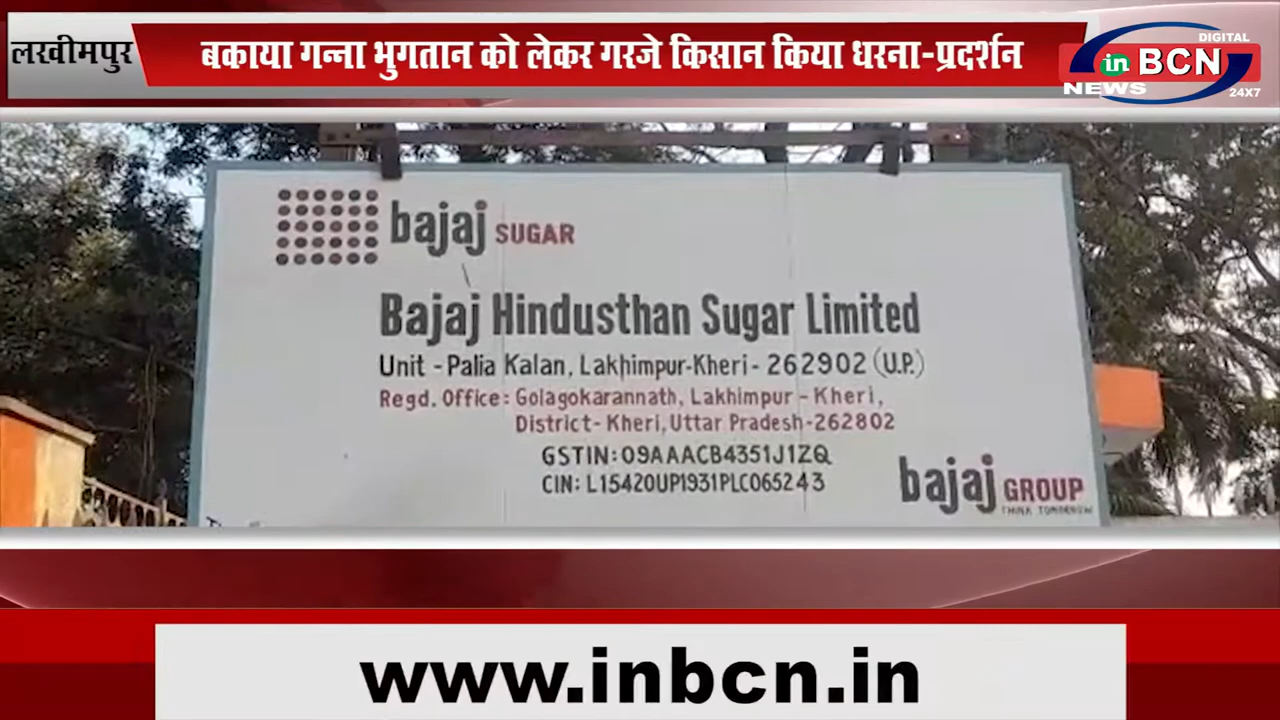 लखीमपुर
बकाया गन्ना भुगतान को लेकर गरजे किसान किया धरना-प्रदर्शन
DIGITAL
in BCN
NEWS
24X7
bajaj SUGAR
Bajaj Hindusthan Sugar Limited
Unit - Palia Kalan, Lakhimpur-Kheri - 262902 (U.P.)
Regd. Office: Golagokarannath, Lakhimpur - Kheri,
District- Kheri, Uttar Pradesh-262802
GSTIN: 09AAACB4351J1ZQ
CIN: L15420UP1931PLC065243
bajaj GROUP
THINK TOMORROW
www.inbcn.in